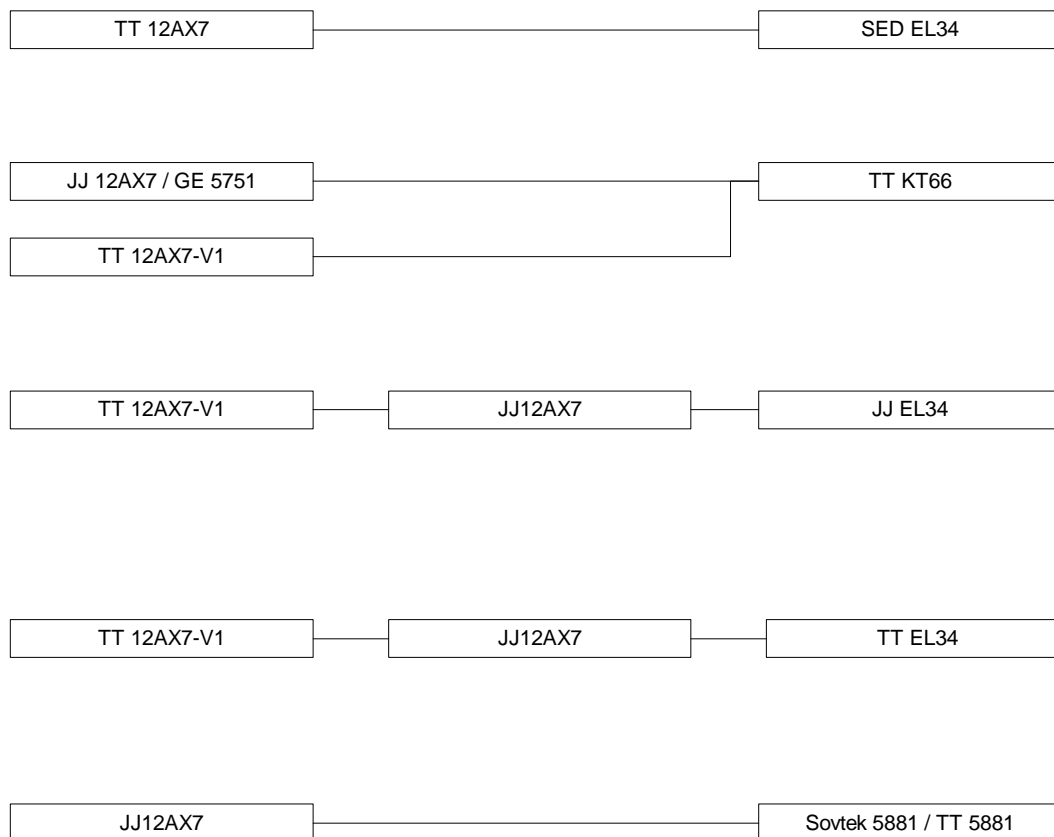 TT 12AX7
SED EL34
JJ 12AX7 / GE 5751
TT KT66
TT 12AX7-V1
TT 12AX7-V1
JJ12AX7
JJ EL34
TT 12AX7-V1
JJ12AX7
TT EL34
JJ12AX7
Sovtek 5881 / TT 5881